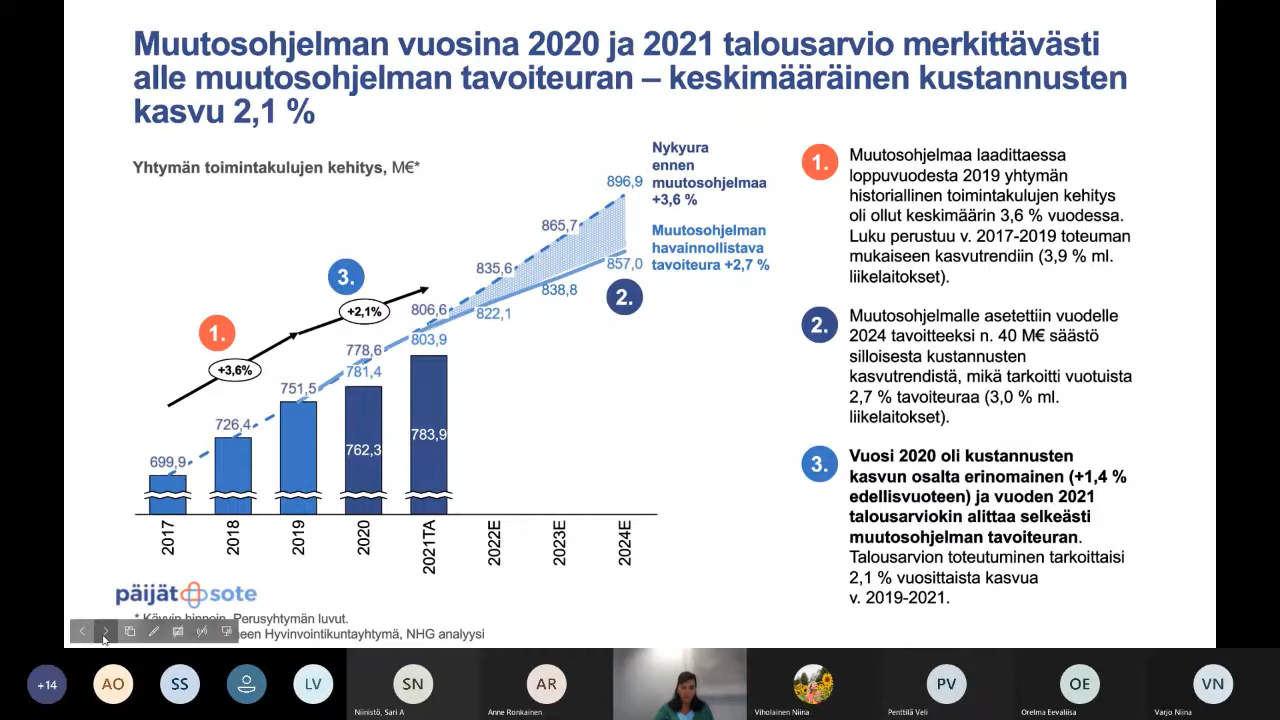 Muutosohjelman vuosina 2020 ja 2021 talousarvio merkittävästi
alle muutosohjelman tavoiteuran – keskimääräinen kustannusten
kasvu 2,1 %
Yhtymän toimintakulujen kehitys, M€*
Nykyura
ennen
muutosohjelmaa
+3,6 %
Muutosohjelman
havainnollistava
tavoiteura +2,7 %
896,9
865,7
835,6
806,6
778,6
751,5
726,4
699,9
857,0
838,8
822,1
803,9
781,4
762,3
783,9
1.
+3,6%
3.
+2,1%
2.
2017
2018
2019
2020
2021TA
2022E
2023E
2024E
1.
Muutosohjelmaa laadittaessa
loppuvuodesta 2019 yhtymän
historiallinen toimintakulujen kehitys
oli ollut keskimäärin 3,6 % vuodessa.
Luku perustuu v. 2017-2019 toteuman
mukaiseen kasvutrendiin (3,9 % ml.
liikelaitokset).
2.
Muutosohjelmalle asetettiin vuodelle
2024 tavoitteeksi n. 40 M€ säästö
silloisesta kustannusten
kasvutrendistä, mikä tarkoitti vuotuista
2,7 % tavoiteuraa (3,0 % ml.
liikelaitokset).
3.
Vuosi 2020 oli kustannusten
kasvun osalta erinomainen (+1,4 %
edellisvuoteen) ja vuoden 2021
talousarviokin alittaa selkeästi
muutosohjelman tavoiteuran.
Talousarvion toteutuminen tarkoittaisi
2,1 % vuosittaista kasvua
v. 2019-2021.
päijät sote
* Käyvin hinnoin. Perusyhtymän luvut.
meen Hyvinvointikuntayhtymä, NHG analyysi
+14
AO
SS
LV
SN
Niinistö, Sari A
AR
Anne Ronkainen
Viholainen Niina
PV
Penttilä Veli
OE
Orelma Eevaliisa
VN
Varjo Niina